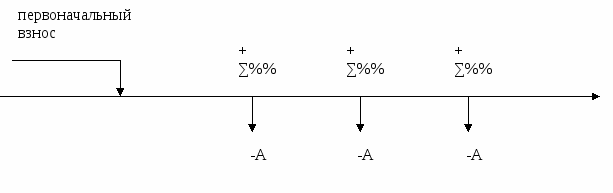 первоначальный
взнос
+ + +
∑%% ∑%% ∑%%
-А -А -А